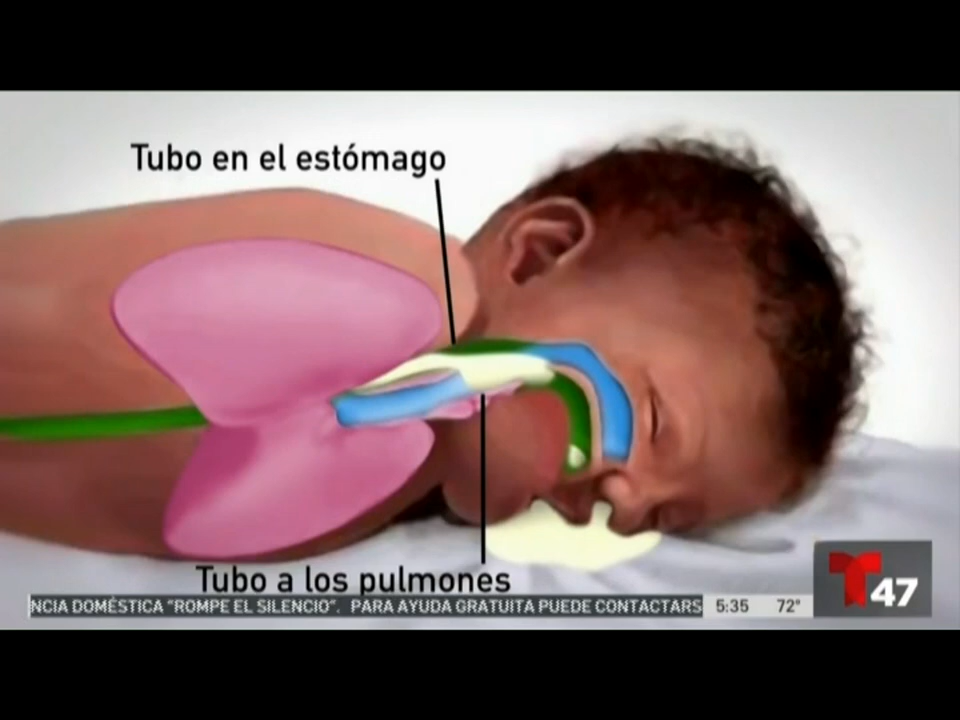 Tubo en el estómago
Tubo a los pulmones
NCIA DOMÉSTICA "ROMPE EL SILENCIO". PARA AYUDA GRATUITA PUEDE CONTACTARS
5:35 72°
T 47